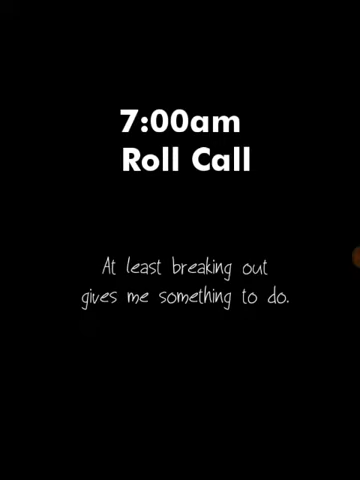 7:00am
Roll Call
At least breaking out
gives me something to do.